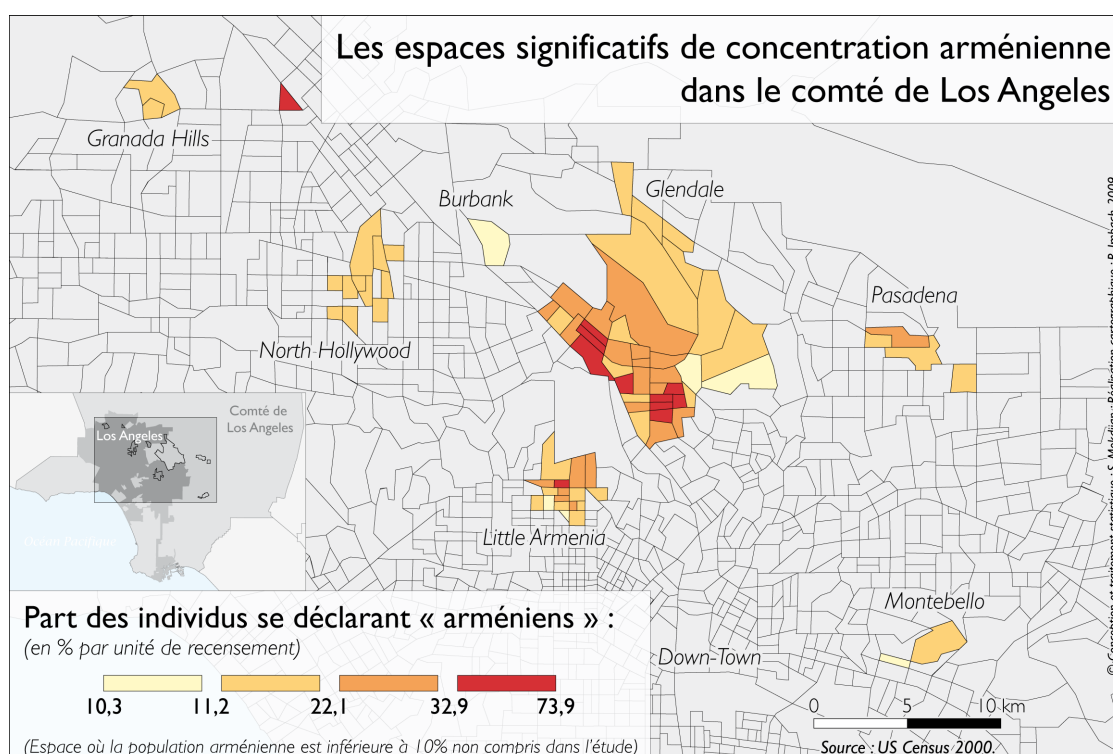 Les espaces significatifs de concentration arménienne
dans le comté de Los Angeles
Granada Hills
Burbank
Glendale
Pasadena
North-Hollywood
Comté de
Los Angeles
Los Angeles
Océan Pacifique
Little Armenia
Montebello
Down-Town
Part des individus se déclarant « arméniens » :
(en % par unité de recensement)
10,3 11,2 22,1 32,9 73,9
(Espace où la population arménienne est inférieure à 10% non compris dans l'étude)
0 5 10 km
Source : US Census 2000.